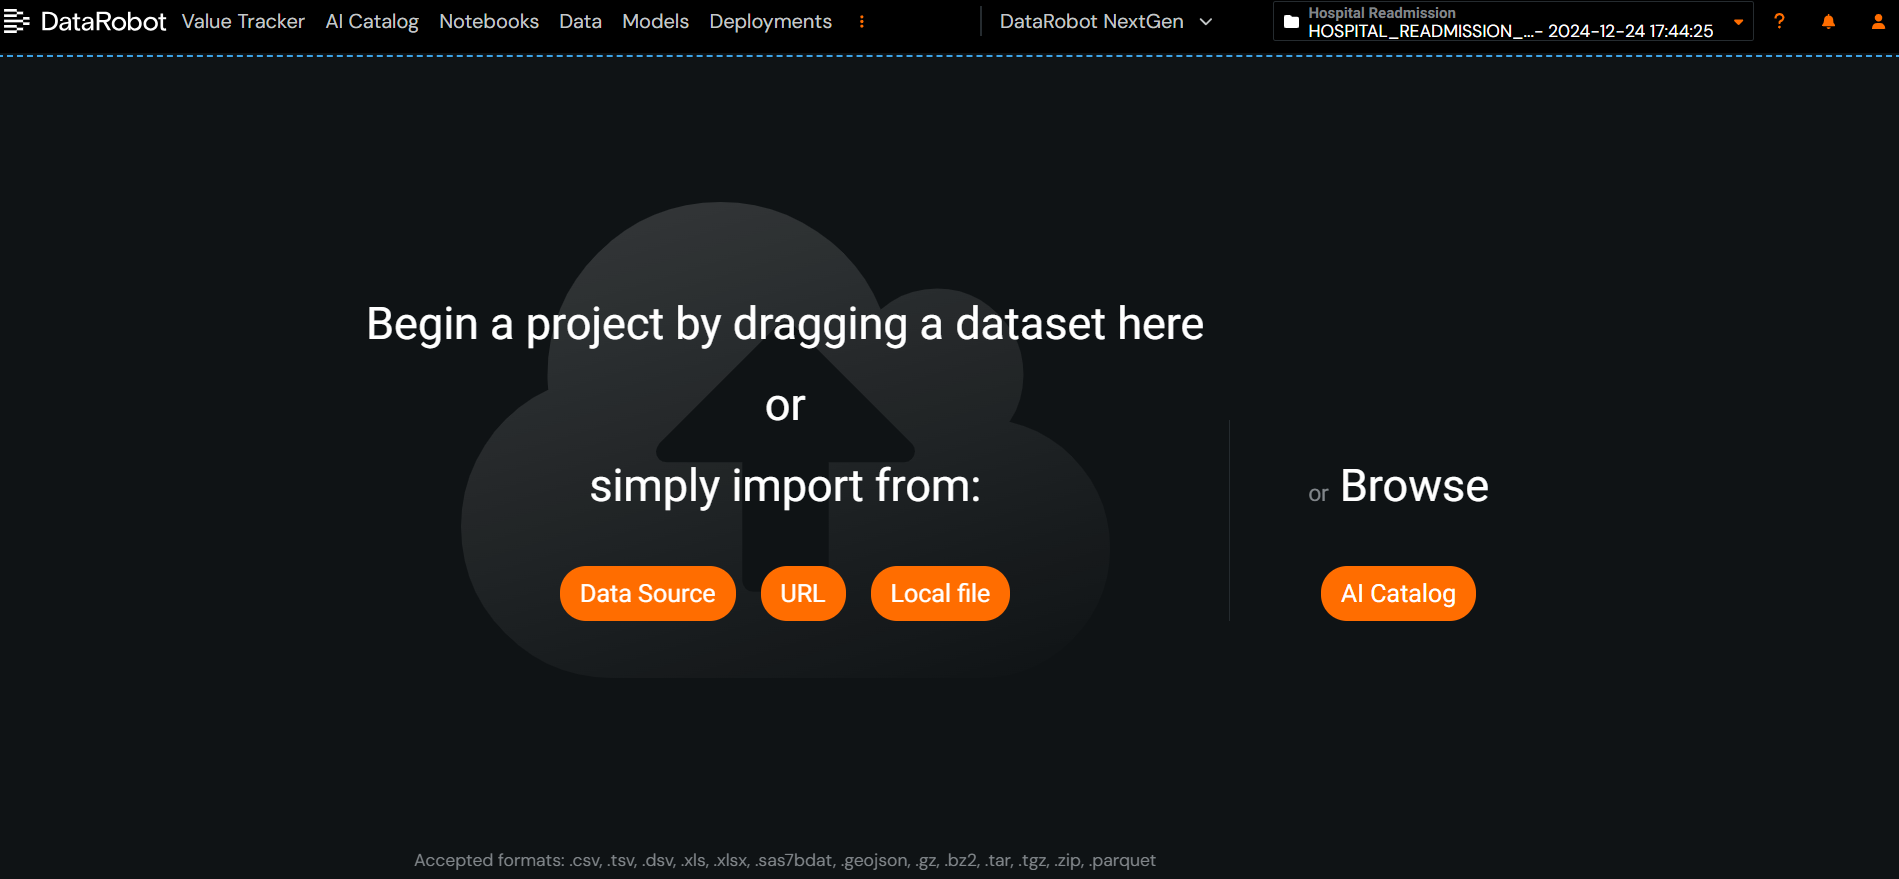 DataRobot Value Tracker AI Catalog Notebooks Data Models Deployments DataRobot NextGen
Hospital Readmission
HOSPITAL_READMISSION_...- 2024-12-24 17:44:25
?
Begin a project by dragging a dataset here
or
simply import from:
or Browse
Data Source URL Local file AI Catalog
Accepted formats: .csv, .tsv, .dsv, .xls, .xlsx, .sas7bdat, .geojson, .gz, .bz2, .tar, .tgz, .zip, .parquet